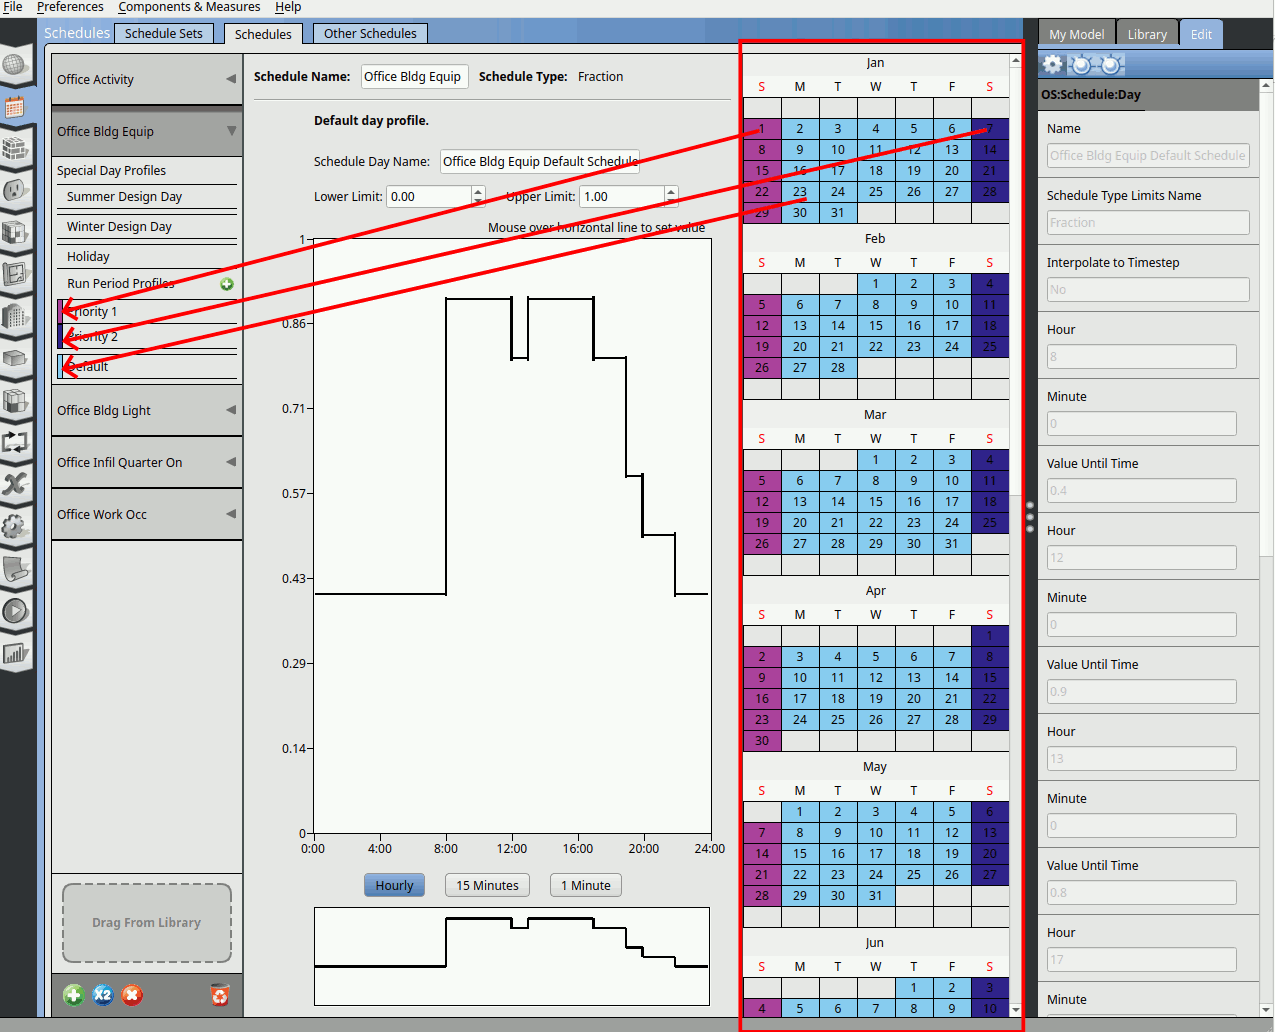 File Preferences Components & Measures Help
Schedules Schedule Sets Schedules Other Schedules
My Model Library Edit
Office Activity
Office Bldg Equip
Special Day Profiles
Summer Design Day
Winter Design Day
Holiday
Run Period Profiles
Priority 1
Priority 2
Default
Office Bldg Light
Office Infil Quarter On
Office Work Occ
Drag From Library
X2
Schedule Name: Office Bldg Equip Schedule Type: Fraction
Default day profile.
Schedule Day Name: Office Bldg Equip Default Schedule
Lower Limit: 0.00 Upper Limit: 1.00
Mouse over horizontal line to set value
1
0.86
0.71
0.57
0.43
0.29
0.14
0
0:00 4:00 8:00 12:00 16:00 20:00 24:00
Hourly 15 Minutes 1 Minute
Jan
S M T W T F S
1 2 3 4 5 6 7
8 9 10 11 12 13 14
15 16 17 18 19 20 21
22 23 24 25 26 27 28
29 30 31
Feb
S M T W T F S
1 2 3 4
5 6 7 8 9 10 11
12 13 14 15 16 17 18
19 20 21 22 23 24 25
26 27 28
Mar
S M T W T F S
1 2 3 4
5 6 7 8 9 10 11
12 13 14 15 16 17 18
19 20 21 22 23 24 25
26 27 28 29 30 31
Apr
S M T W T F S
1
2 3 4 5 6 7 8
9 10 11 12 13 14 15
16 17 18 19 20 21 22
23 24 25 26 27 28 29
30
May
S M T W T F S
1 2 3 4 5 6
7 8 9 10 11 12 13
14 15 16 17 18 19 20
21 22 23 24 25 26 27
28 29 30 31
Jun
S M T W T F S
1 2 3
4 5 6 7 8 9 10
OS:Schedule:Day
Name
Office Bldg Equip Default Schedule
Schedule Type Limits Name
Fraction
Interpolate to Timestep
No
Hour
8
Minute
0
Value Until Time
0.4
Hour
12
Minute
0
Value Until Time
0.9
Hour
13
Minute
0
Value Until Time
0.8
Hour
17
Minute